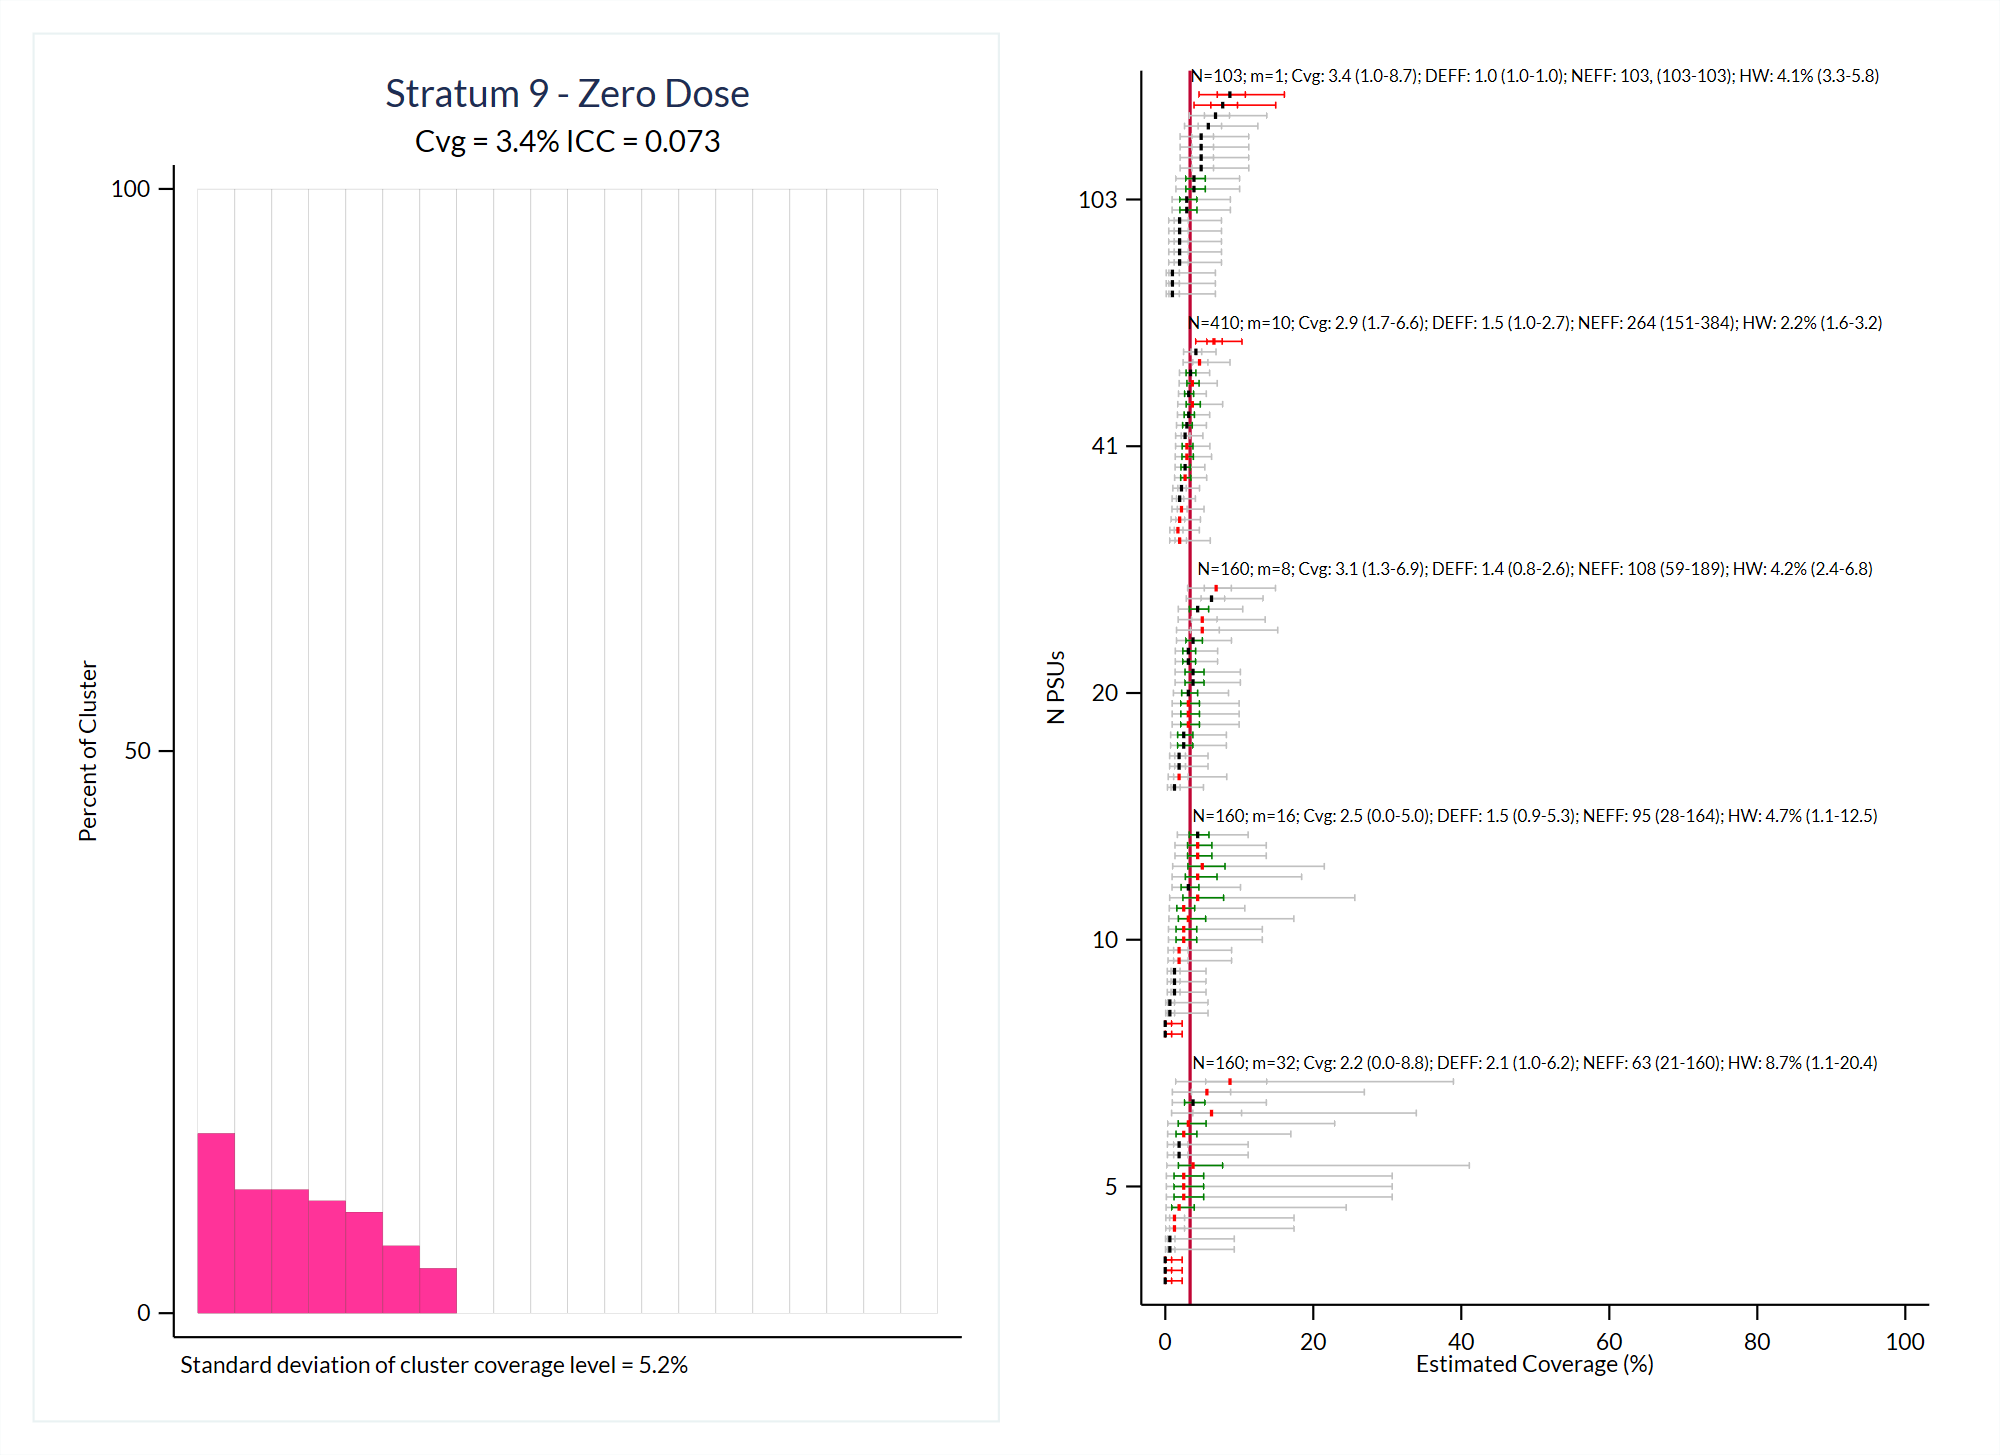 Stratum 9 - Zero Dose
Cvg = 3.4% ICC = 0.073
100
50
0
Percent of Cluster
Standard deviation of cluster coverage level = 5.2%
N=103; m=1; Cvg: 3.4 (1.0-8.7); DEFF: 1.0 (1.0-1.0); NEFF: 103, (103-103); HW: 4.1% (3.3-5.8)
103
N=410; m=10; Cvg: 2.9 (1.7-6.6); DEFF: 1.5 (1.0-2.7); NEFF: 264 (151-384); HW: 2.2% (1.6-3.2)
41
N=160; m=8; Cvg: 3.1 (1.3-6.9); DEFF: 1.4 (0.8-2.6); NEFF: 108 (59-189); HW: 4.2% (2.4-6.8)
20
N PSUs
N=160; m=16; Cvg: 2.5 (0.0-5.0); DEFF: 1.5 (0.9-5.3); NEFF: 95 (28-164); HW: 4.7% (1.1-12.5)
10
N=160; m=32; Cvg: 2.2 (0.0-8.8); DEFF: 2.1 (1.0-6.2); NEFF: 63 (21-160); HW: 8.7% (1.1-20.4)
5
0 20 40 60 80 100
Estimated Coverage (%)